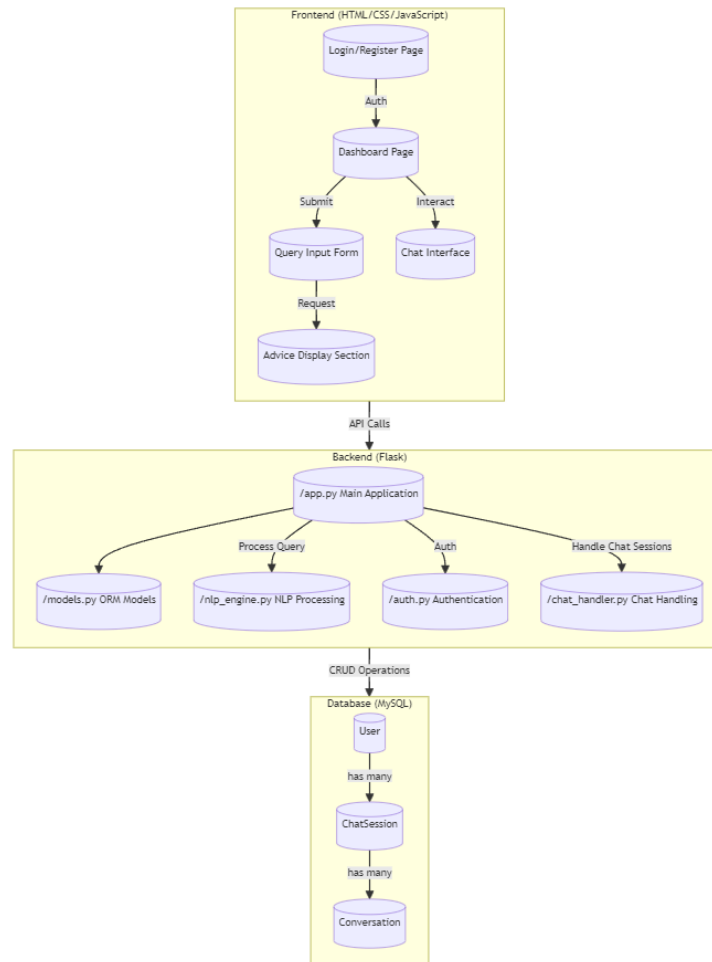 Frontend (HTML/CSS/JavaScript)
Login/Register Page
Auth
Dashboard Page
Submit
Interact
Query Input Form
Chat Interface
Request
Advice Display Section
API Calls
Backend (Flask)
/app.py Main Application
Process Query
Auth
Handle Chat Sessions
/models.py ORM Models
/nlp_engine.py NLP Processing
/auth.py Authentication
/chat_handler.py Chat Handling
CRUD Operations
Database (MySQL)
User
has many
ChatSession
has many
Conversation